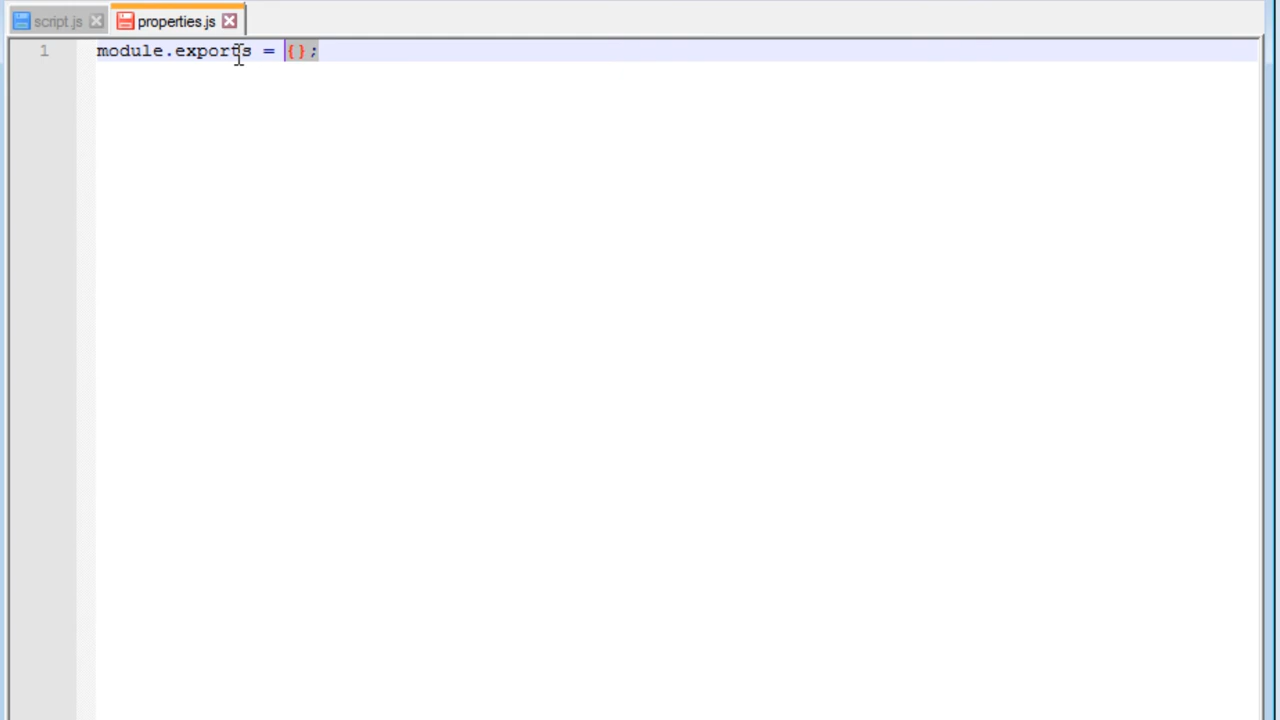 script.js properties.js
1 module.exports = {};